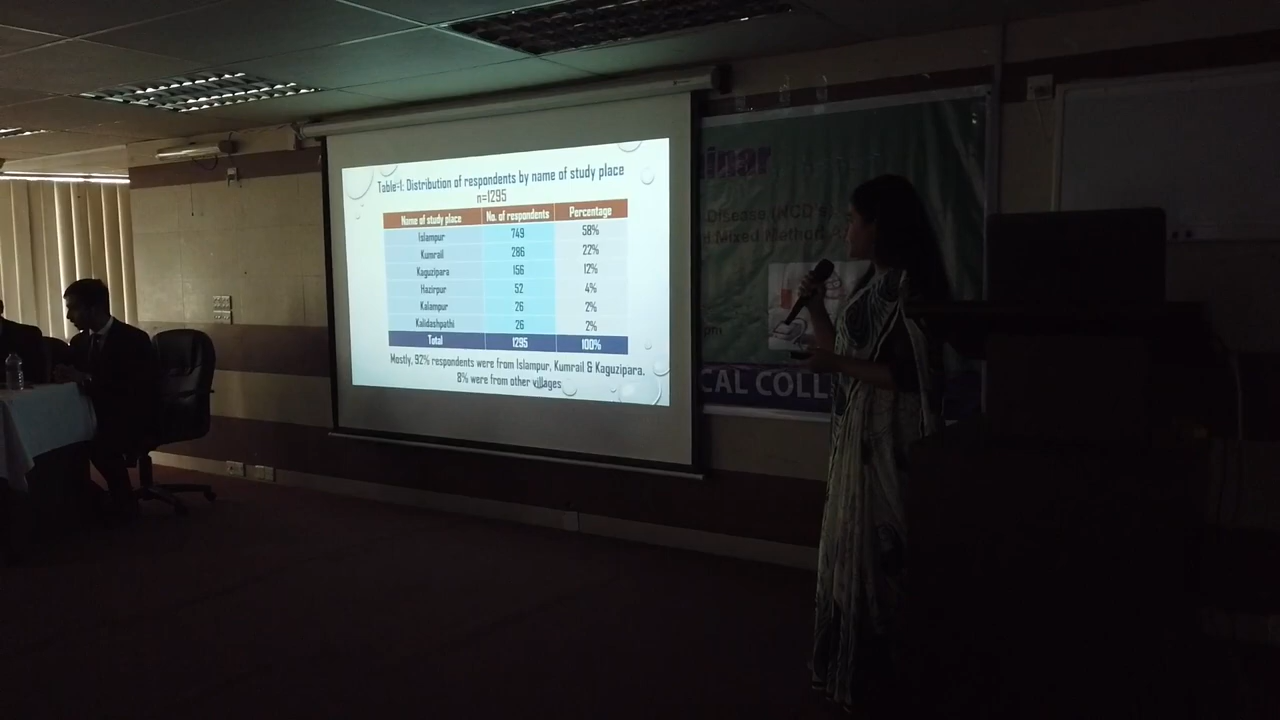 Table-1: Distribution of respondents by name of study place
n=1295
Name of study place No. of respondents Percentage
Islampur 749 58%
Kumrail 286 22%
Kaguzipara 156 12%
Hazirpur 52 4%
Kalampur 26 2%
Kalidashpathi 26 2%
Total 1295 100%
Mostly, 92% respondents were from Islampur, Kumrail & Kaguzipara.
8% were from other villages
inar
Disease (NCD's)
Mixed Method
pm
CAL COLL